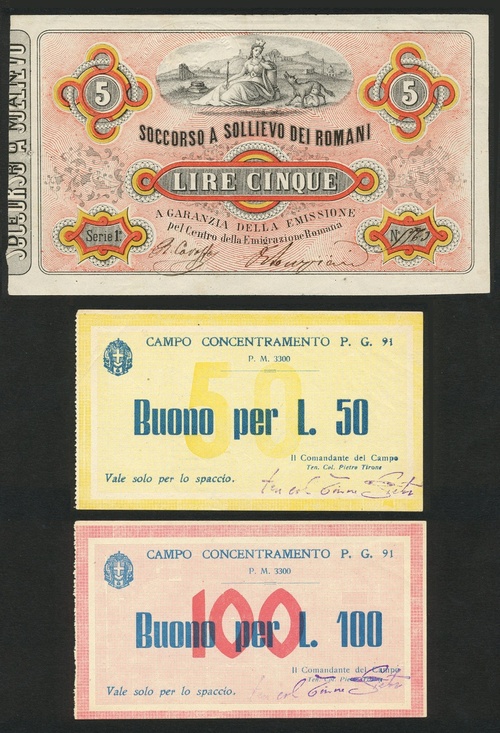 5
5
SOCCORSO A SOLLIEVO DEI ROMANI
LIRE CINQUE
A GARANZIA DELLA EMISSIONE
pel Centro della Emigrazione Romana
Serie 1ª
N
CAMPO CONCENTRAMENTO P. G. 91
P. M. 3300
50
Buono per L. 50
Il Comandante del Campo
Ten. Col. Pietro Tirone
Vale solo per lo spaccio.
CAMPO CONCENTRAMENTO P. G. 91
P. M. 3300
100
Buono per L. 100
Il Comandante del Campo
Vale solo per lo spaccio.